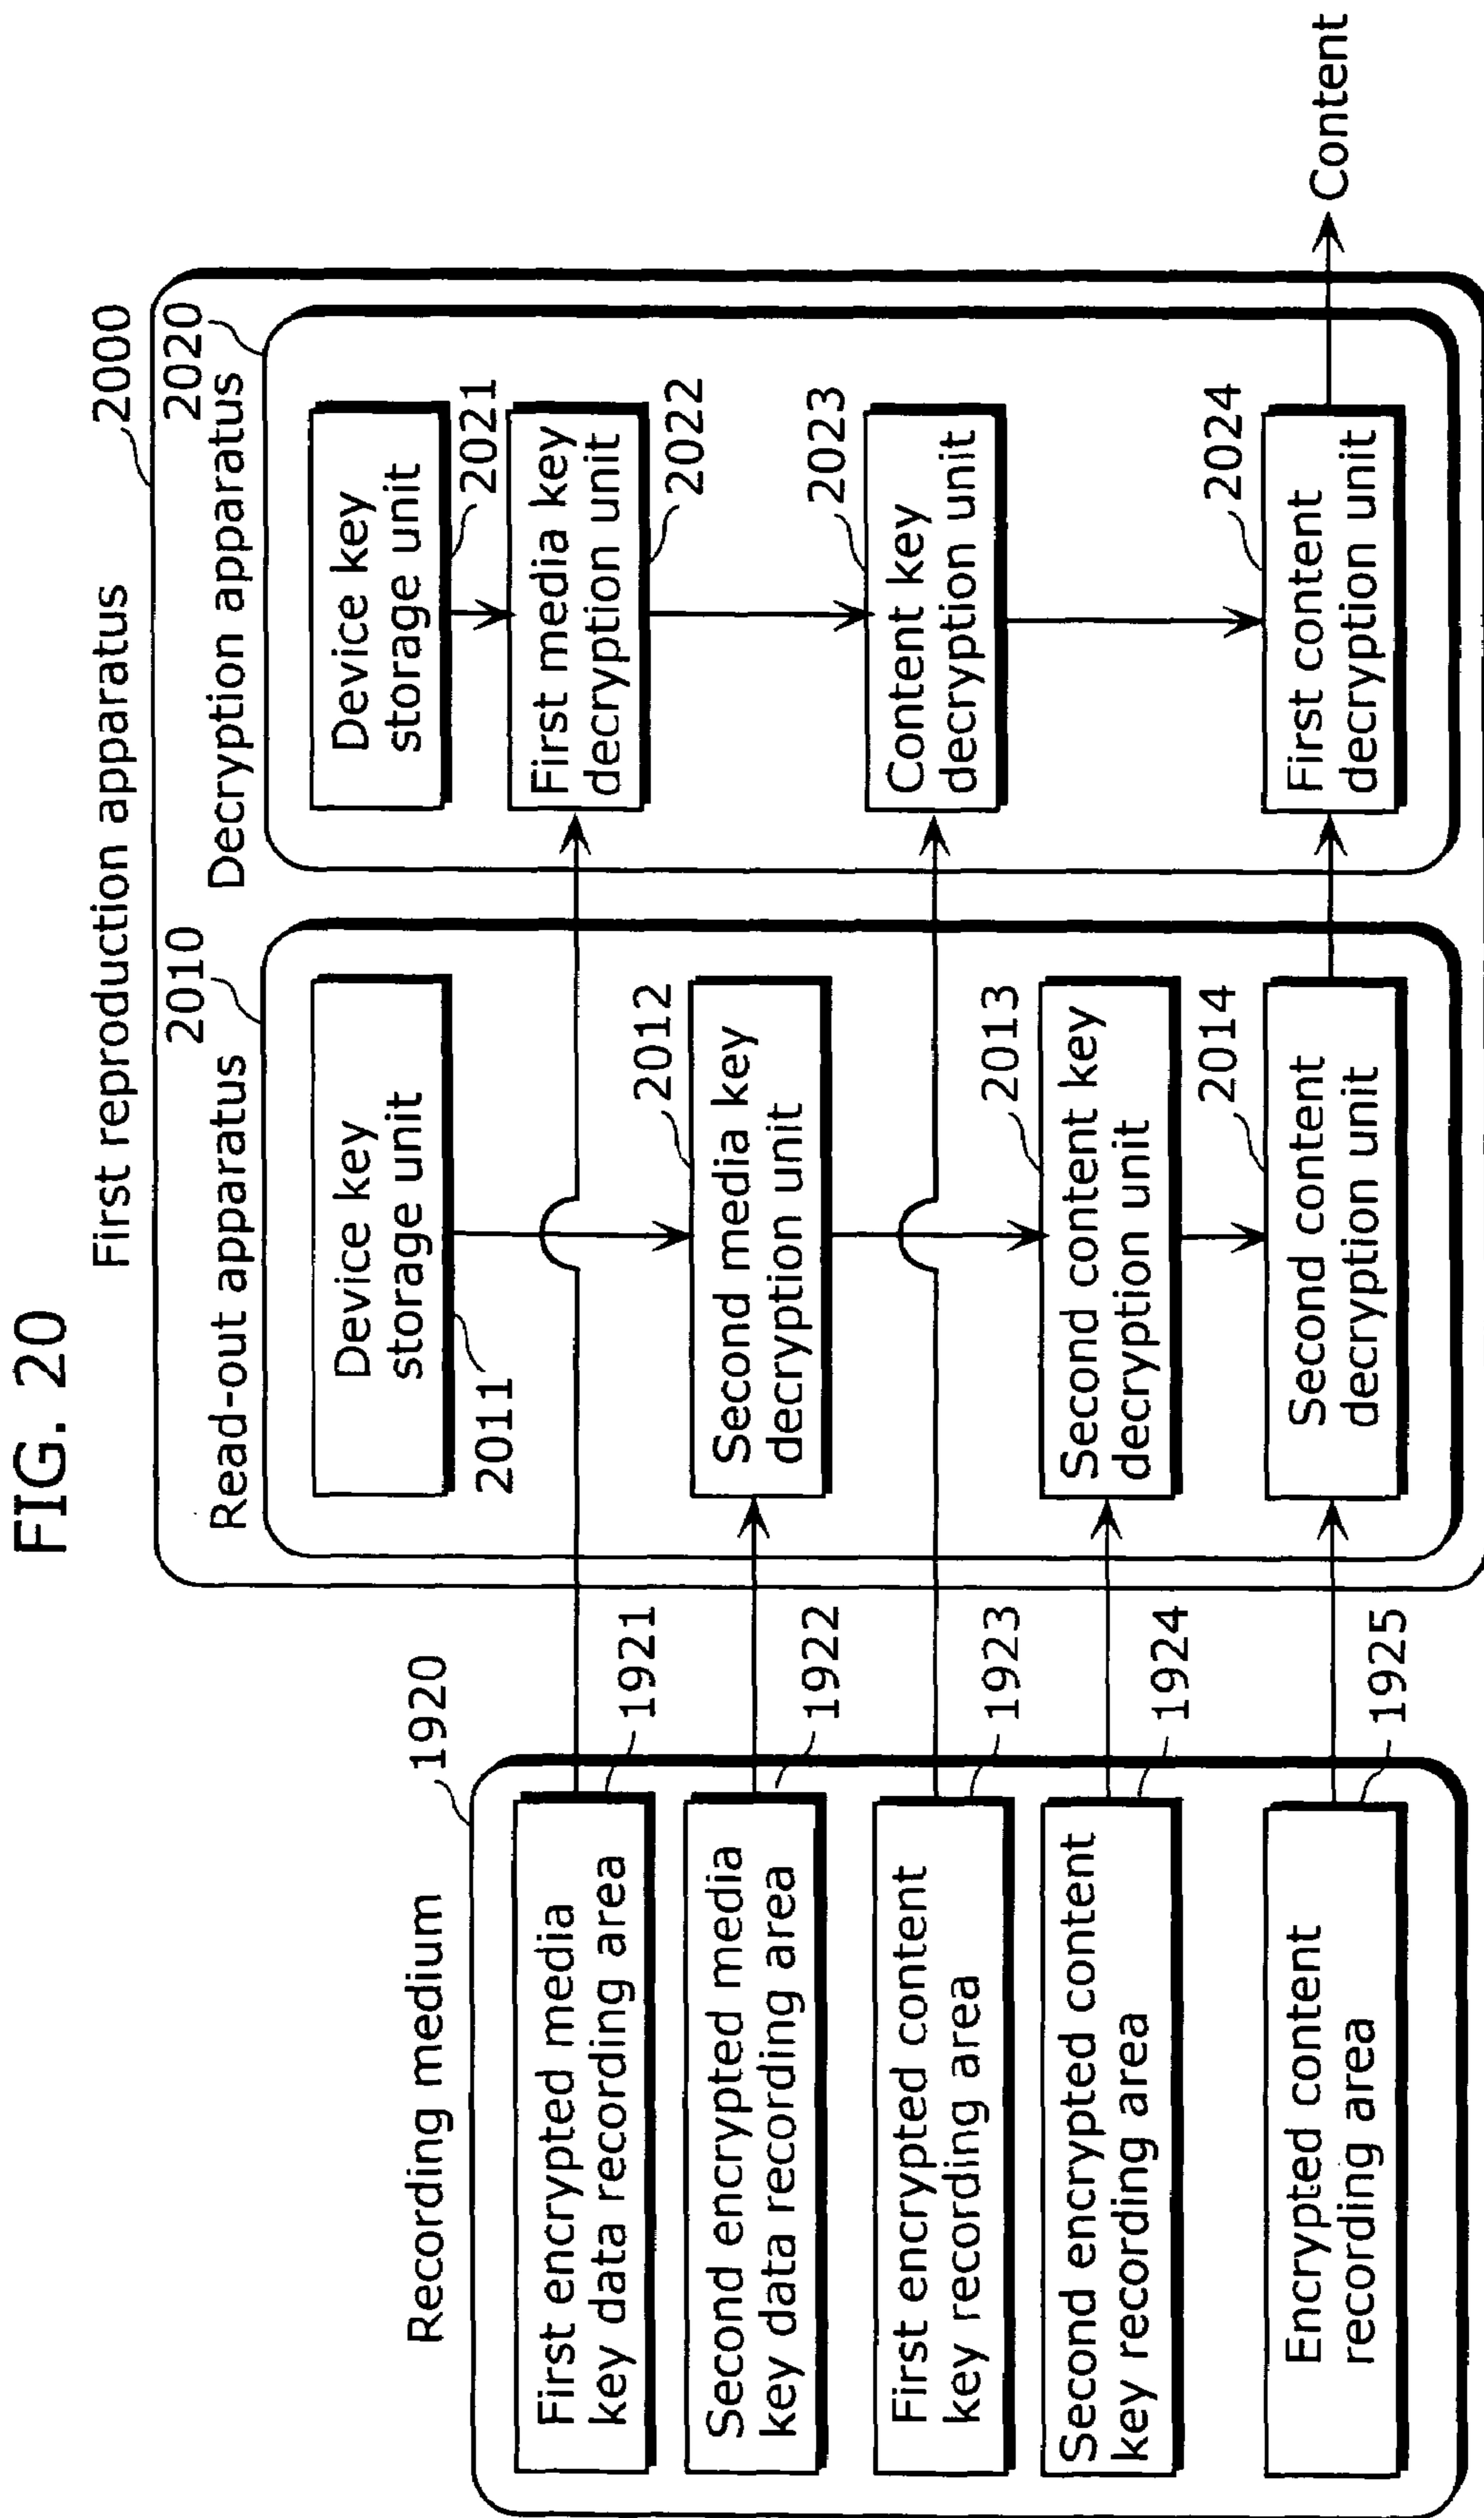 FIG. 20
First reproduction apparatus
2000
Recording medium
1920
First encrypted media
key data recording area
1921
Second encrypted media
key data recording area
1922
First encrypted content
key recording area
1923
Second encrypted content
key recording area
1924
Encrypted content
recording area
1925
Read-out apparatus
2010
Device key
storage unit
2011
Second media key
decryption unit
2012
Second content key
decryption unit
2013
Second content
decryption unit
2014
Decryption apparatus
2020
Device key
storage unit
2021
First media key
decryption unit
2022
Content key
decryption unit
2023
First content
decryption unit
2024
Content